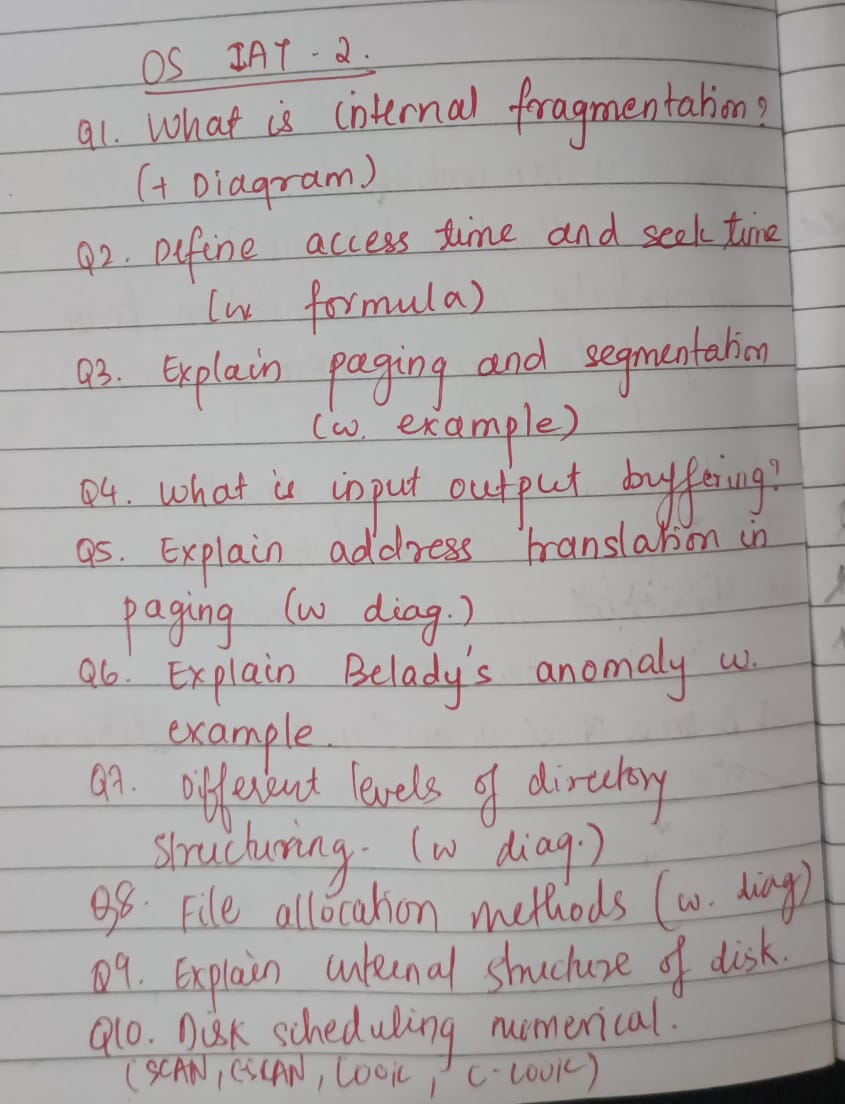 OS IAT - 2.
Q1. What is internal fragmentation?
(+ Diagram)
Q2. Define access time and seek time
(w. formula)
Q3. Explain paging and segmentation
(w. example)
Q4. What is input output buffering?
Q5. Explain address translation in
paging (w diag.)
Q6. Explain Belady's anomaly w.
example.
Q7. Different levels of directory
structuring. (w diag.)
Q8. File allocation methods (w. diag)
Q9. Explain internal structure of disk.
Q10. Disk scheduling numerical.
(SCAN, CSCAN, LOOK, C-LOOK)